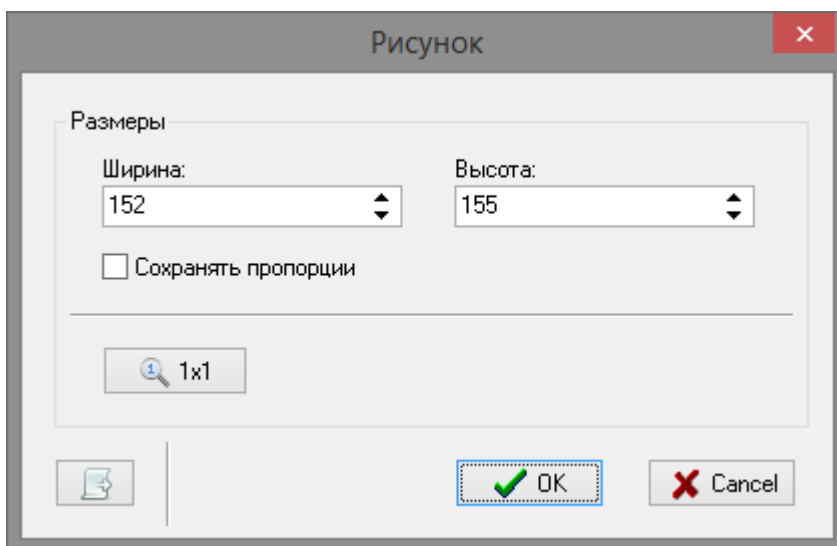 Рисунок
Размеры
Ширина: Высота:
152 155
Сохранять пропорции
1x1
OK Cancel